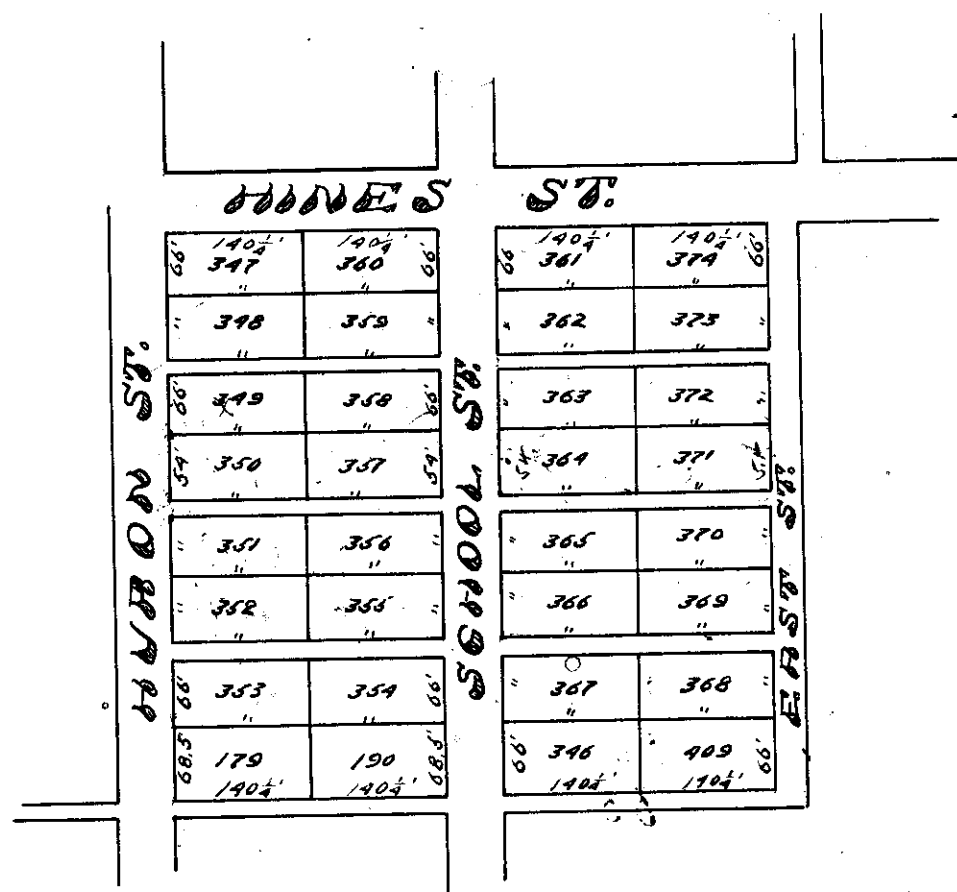 HINES ST.
140¼' 140¼' 140¼' 140¼'
66' 347 360 66' 66 361 374 66'
" " " "
" 348 359 " " 362 373 "
" " " "
66' 349 358 66' " 363 372 "
" " " "
54' 350 357 54' 54' 364 371 54'
" " " "
" 351 356 " " 365 370 "
" " " "
" 352 355 " " 366 369 "
" " " "
66' 353 354 66' " 367 368 "
" " " "
68.5' 179 190 68.5' 66' 346 409 66'
140¼' 140¼' 140¼' 140¼'
HARON ST.
SCHOOL ST.
EAST ST.